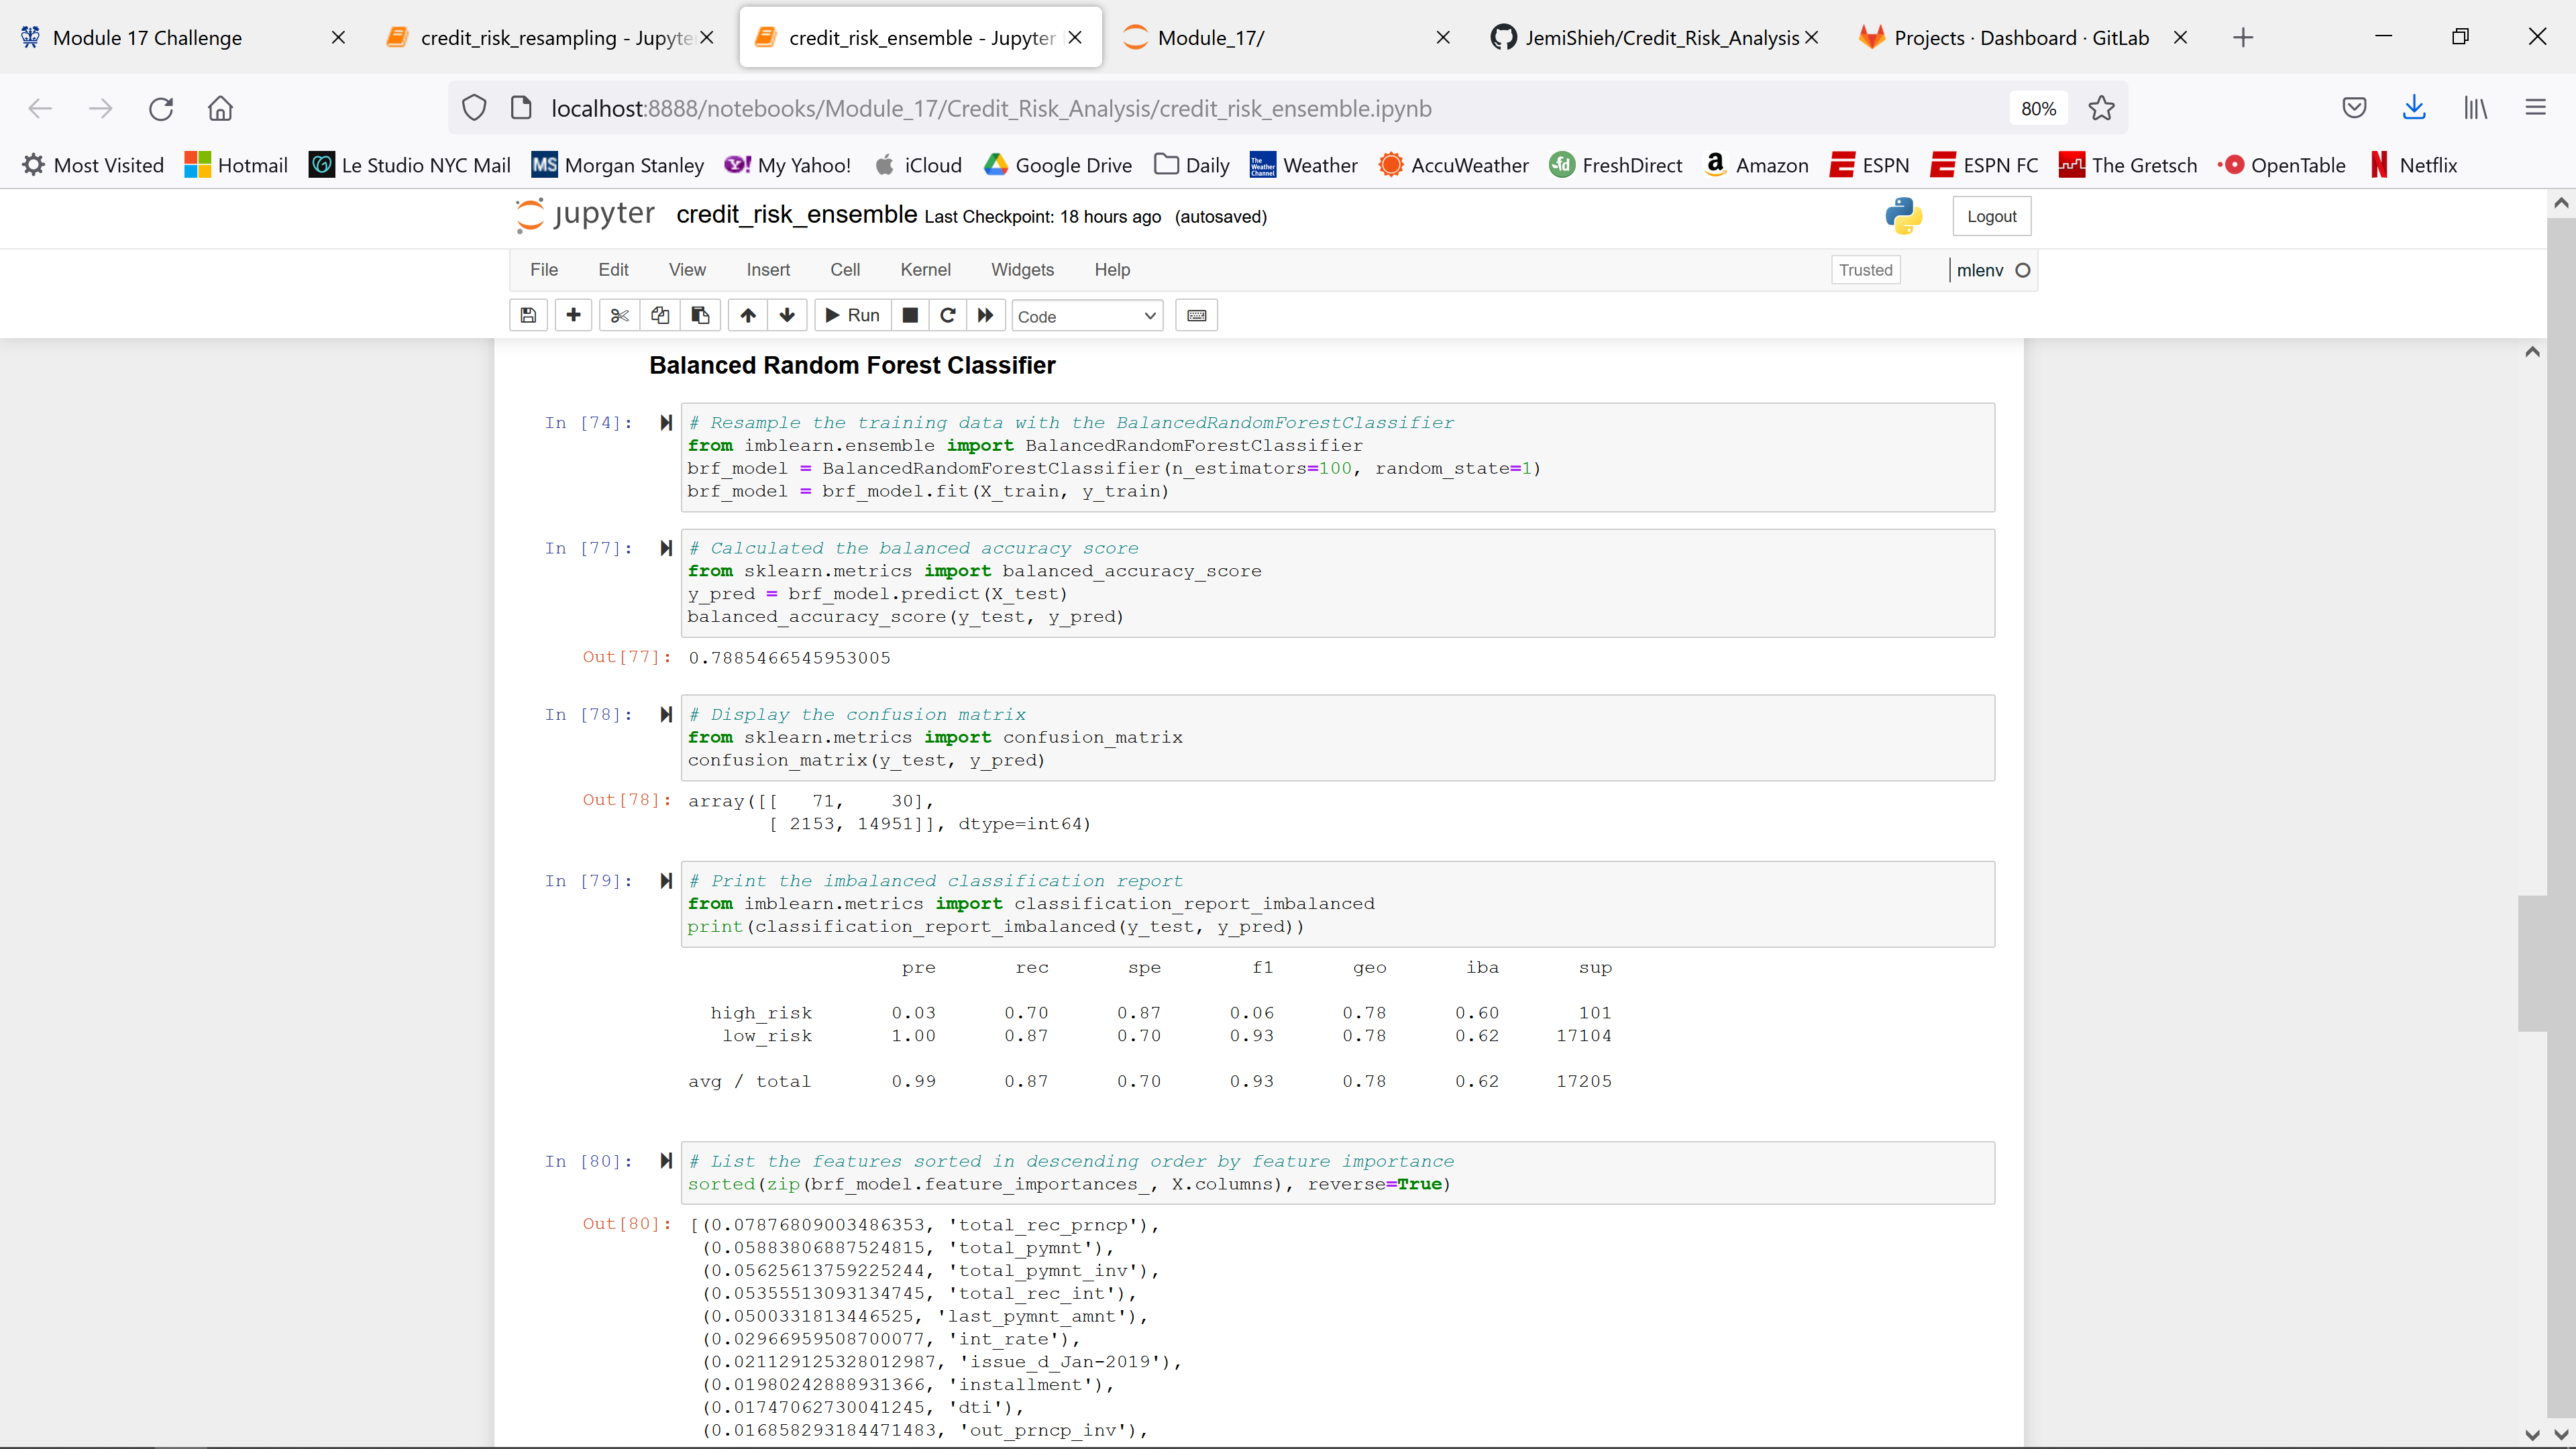 Module 17 Challenge
credit_risk_resampling - Jupyte
credit_risk_ensemble - Jupyter
Module_17/
JemiShieh/Credit_Risk_Analysis
Projects · Dashboard · GitLab
localhost:8888/notebooks/Module_17/Credit_Risk_Analysis/credit_risk_ensemble.ipynb
80%
Most Visited
Hotmail
Le Studio NYC Mail
MS Morgan Stanley
My Yahoo!
iCloud
Google Drive
Daily
Weather
AccuWeather
fd FreshDirect
a Amazon
ESPN
ESPN FC
The Gretsch
OpenTable
N Netflix
jupyter credit_risk_ensemble Last Checkpoint: 18 hours ago (autosaved)
Logout
File Edit View Insert Cell Kernel Widgets Help
Trusted
mlenv
Run
Code
Balanced Random Forest Classifier
In [74]: # Resample the training data with the BalancedRandomForestClassifier
from imblearn.ensemble import BalancedRandomForestClassifier
brf_model = BalancedRandomForestClassifier(n_estimators=100, random_state=1)
brf_model = brf_model.fit(X_train, y_train)
In [77]: # Calculated the balanced accuracy score
from sklearn.metrics import balanced_accuracy_score
y_pred = brf_model.predict(X_test)
balanced_accuracy_score(y_test, y_pred)
Out[77]: 0.7885466545953005
In [78]: # Display the confusion matrix
from sklearn.metrics import confusion_matrix
confusion_matrix(y_test, y_pred)
Out[78]: array([[   71,    30],
[ 2153, 14951]], dtype=int64)
In [79]: # Print the imbalanced classification report
from imblearn.metrics import classification_report_imbalanced
print(classification_report_imbalanced(y_test, y_pred))
pre rec spe f1 geo iba sup
high_risk 0.03 0.70 0.87 0.06 0.78 0.60 101
low_risk 1.00 0.87 0.70 0.93 0.78 0.62 17104
avg / total 0.99 0.87 0.70 0.93 0.78 0.62 17205
In [80]: # List the features sorted in descending order by feature importance
sorted(zip(brf_model.feature_importances_, X.columns), reverse=True)
Out[80]: [(0.07876809003486353, 'total_rec_prncp'),
(0.05883806887524815, 'total_pymnt'),
(0.05625613759225244, 'total_pymnt_inv'),
(0.05355513093134745, 'total_rec_int'),
(0.0500331813446525, 'last_pymnt_amnt'),
(0.02966959508700077, 'int_rate'),
(0.021129125328012987, 'issue_d_Jan-2019'),
(0.01980242888931366, 'installment'),
(0.01747062730041245, 'dti'),
(0.016858293184471483, 'out_prncp_inv'),